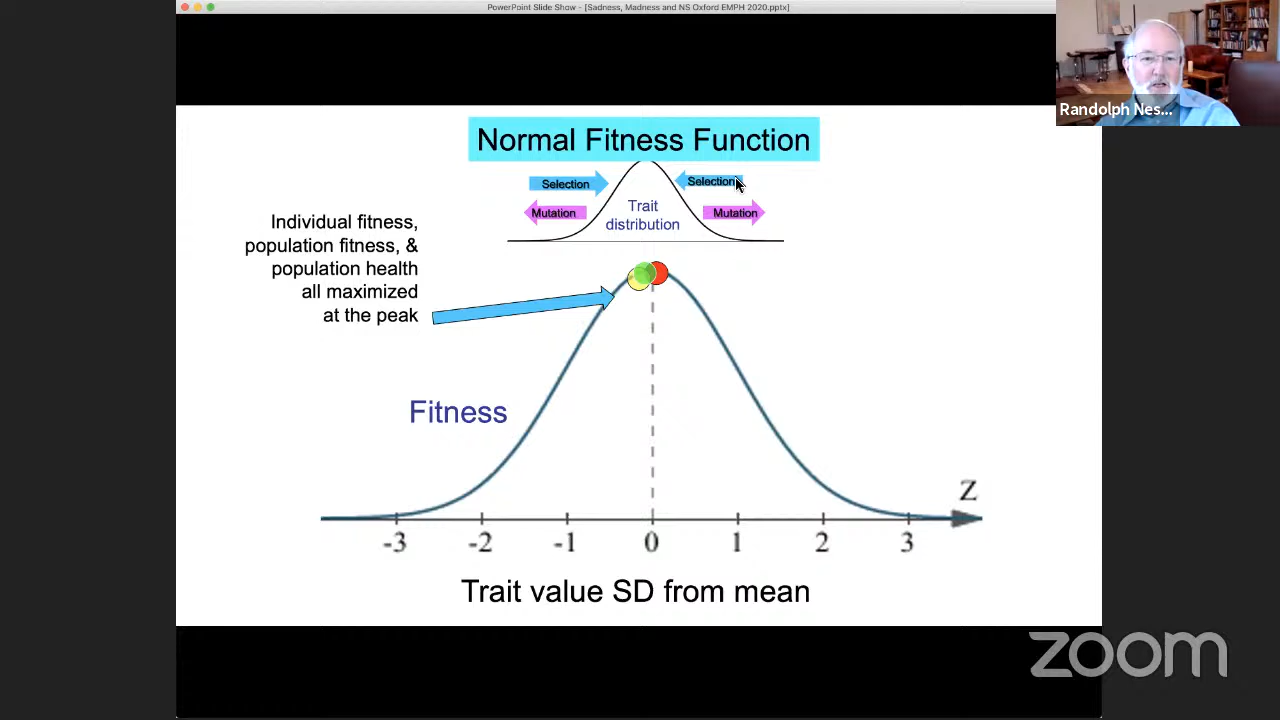 PowerPoint Slide Show - [Sadness, Madness and NS Oxford EMPH 2020.pptx]
Randolph Nes...
Normal Fitness Function
Selection
Selection
Mutation
Mutation
Trait
distribution
Individual fitness,
population fitness, &
population health
all maximized
at the peak
Fitness
Z
-3 -2 -1 0 1 2 3
Trait value SD from mean
zoom